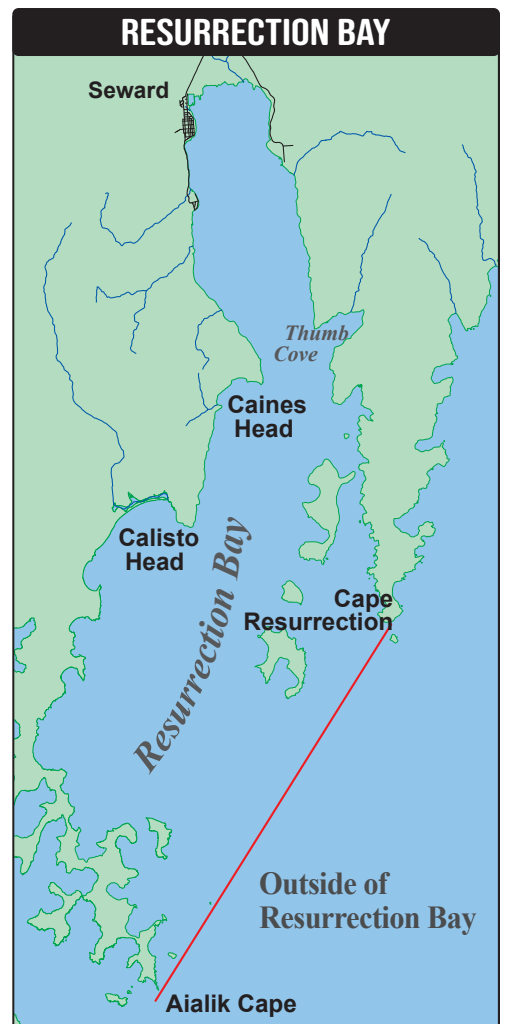 RESURRECTION BAY
Seward
Thumb
Cove
Caines
Head
Calisto
Head
Resurrection Bay
Cape
Resurrection
Outside of
Resurrection Bay
Aialik Cape